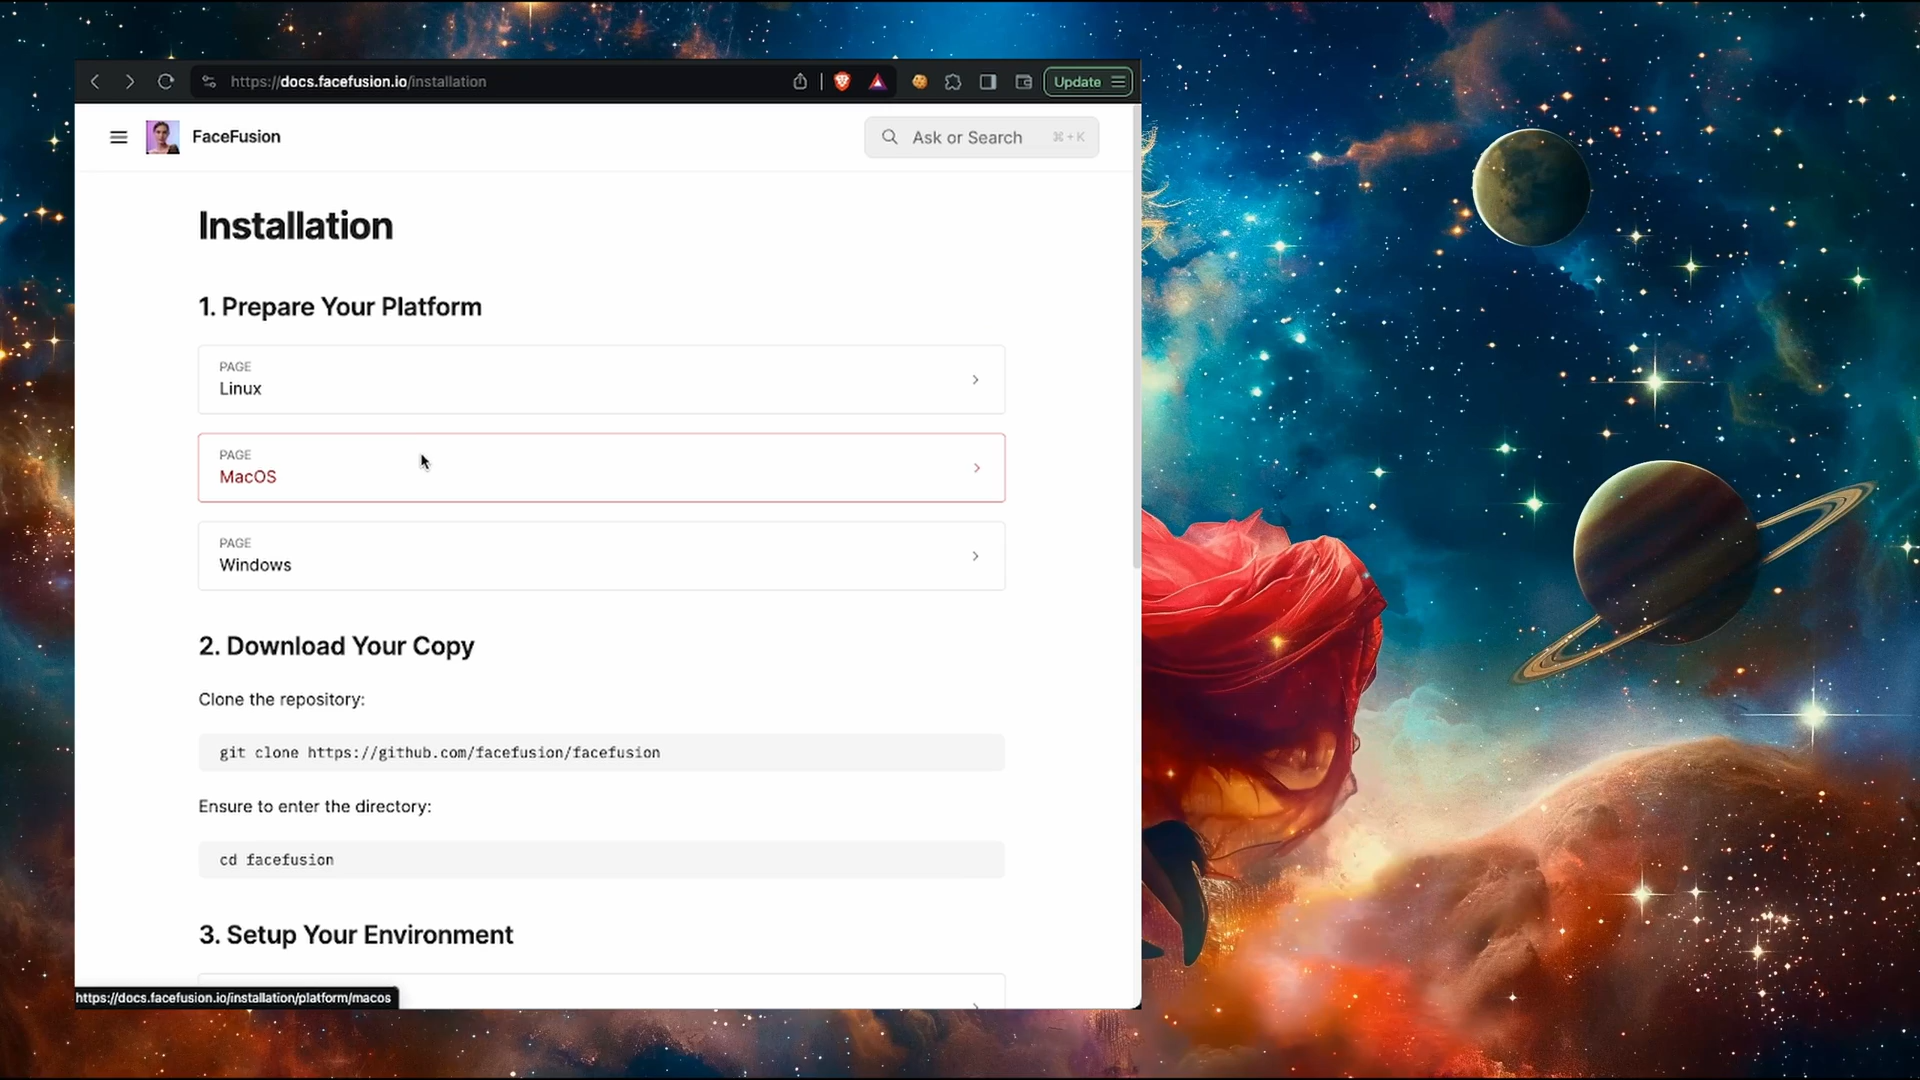 https://docs.facefusion.io/installation
Update
FaceFusion
Ask or Search
⌘+K
Installation
1. Prepare Your Platform
PAGE
Linux
PAGE
MacOS
PAGE
Windows
2. Download Your Copy
Clone the repository:
git clone https://github.com/facefusion/facefusion
Ensure to enter the directory:
cd facefusion
3. Setup Your Environment
https://docs.facefusion.io/installation/platform/macos